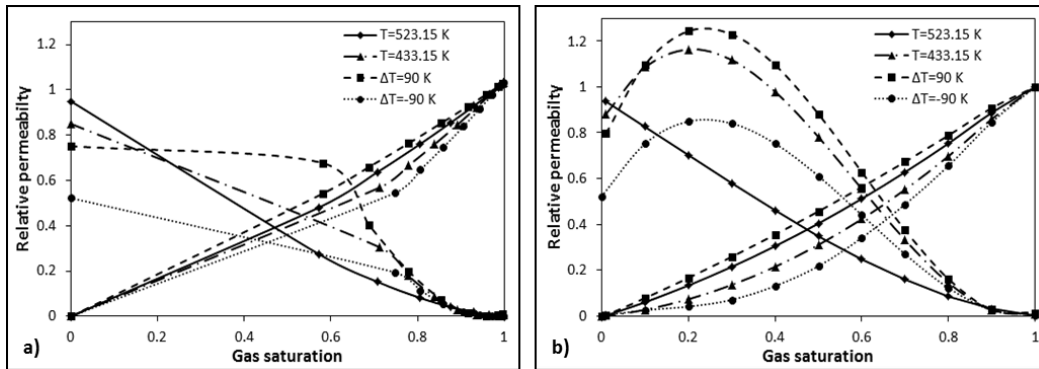 1.2
1
0.8
0.6
0.4
0.2
0
Relative permeabilty
0 0.2 0.4 0.6 0.8 1
Gas saturation
a)
T=523.15 K
T=433.15 K
ΔT=90 K
ΔT=-90 K
1.2
1
0.8
0.6
0.4
0.2
0
Relative permeability
0 0.2 0.4 0.6 0.8 1
Gas saturation
b)
T=523.15 K
T=433.15 K
ΔT=90 K
ΔT=-90 K